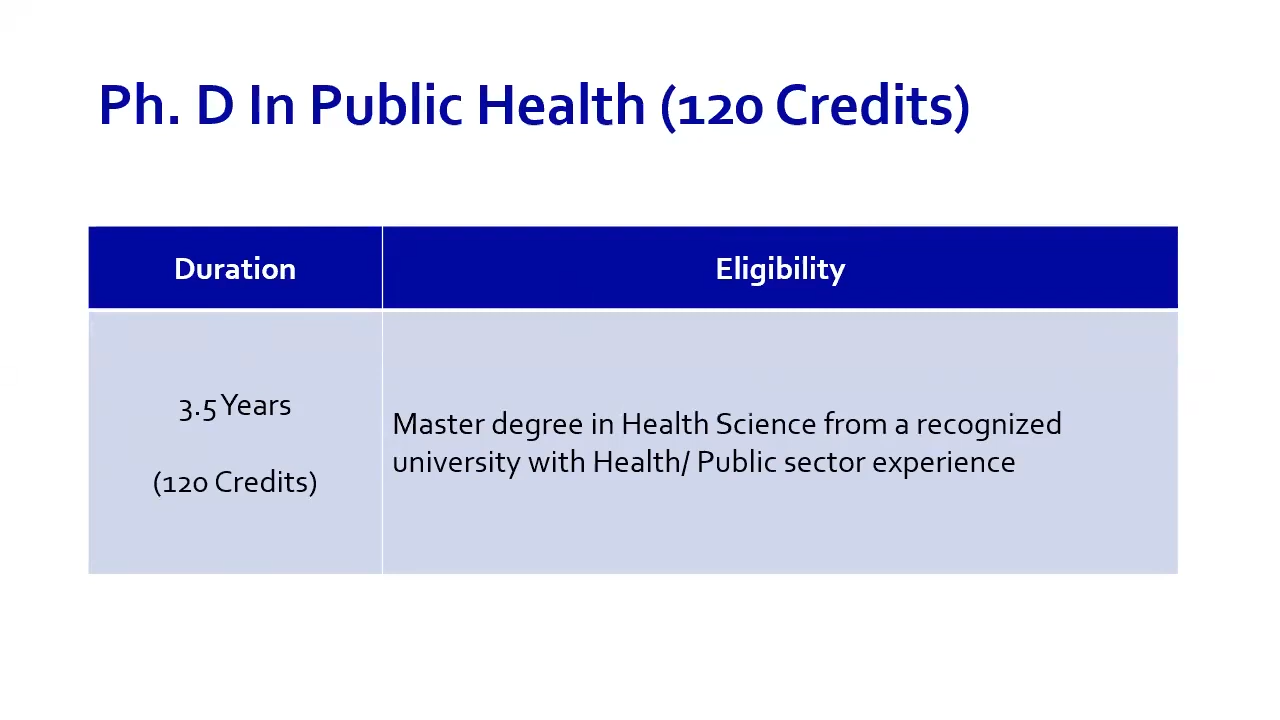 Ph. D In Public Health (120 Credits)
Duration
Eligibility
3.5 Years
(120 Credits)
Master degree in Health Science from a recognized
university with Health/ Public sector experience